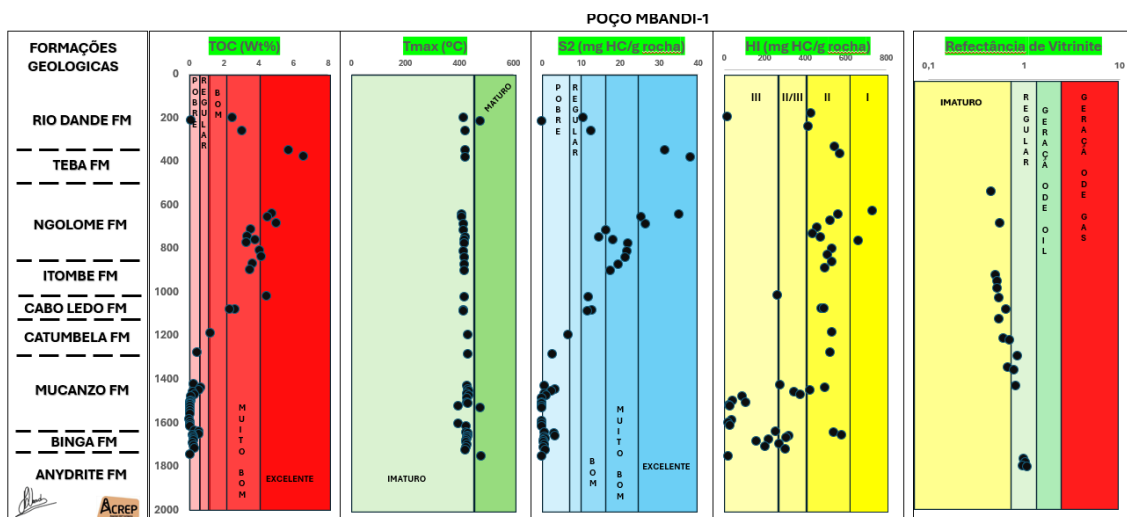 POÇO MBANDI-1
FORMAÇÕES
GEOLOGICAS
RIO DANDE FM
TEBA FM
NGOLOME FM
ITOMBE FM
CABO LEDO FM
CATUMBELA FM
MUCANZO FM
BINGA FM
ANYDRITE FM
ACREP
TOC (Wt%)
0 2 4 6 8
0
200
400
600
800
1000
1200
1400
1600
1800
2000
POBRE
REGULAR
BOM
MUITO BOM
EXCELENTE
Tmax (ºC)
0 200 400 600
MATURO
IMATURO
S2 (mg HC/g rocha)
0 10 20 30 40
POBRE
REGULAR
BOM
MUITO BOM
EXCELENTE
HI (mg HC/g rocha)
0 200 400 600 800
III
II/III
II
I
Refectância de Vitrinite
0,1 1 10
IMATURO
REGULAR
GERAÇÃ ODE OIL
GERAÇÃ ODE GAS